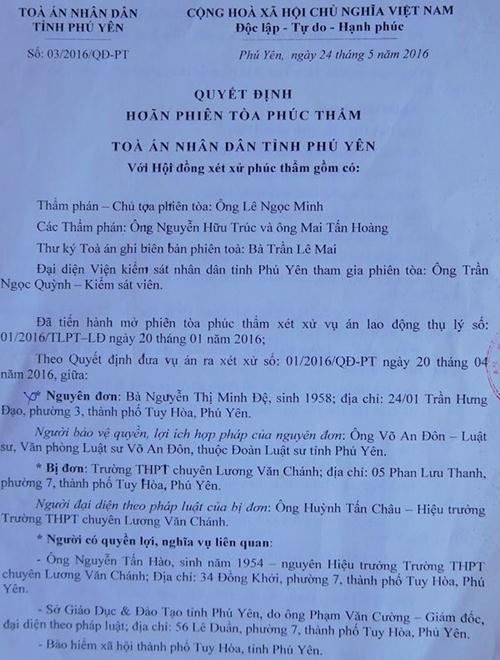 TOÀ ÁN NHÂN DÂN
TỈNH PHÚ YÊN
Số: 03/2016/QĐ-PT
CỘNG HOÀ XÃ HỘI CHỦ NGHĨA VIỆT NAM
Độc lập - Tự do - Hạnh phúc
Phú Yên, ngày 24 tháng 5 năm 2016
QUYẾT ĐỊNH
HOÃN PHIÊN TÒA PHÚC THẨM
TOÀ ÁN NHÂN DÂN TỈNH PHÚ YÊN
Với Hội đồng xét xử phúc thẩm gồm có:
Thẩm phán – Chủ tọa phiên tòa: Ông Lê Ngọc Minh
Các Thẩm phán: Ông Nguyễn Hữu Trúc và ông Mai Tấn Hoàng
Thư ký Toà án ghi biên bản phiên toà: Bà Trần Lê Mai
Đại diện Viện kiểm sát nhân dân tỉnh Phú Yên tham gia phiên tòa: Ông Trần
Ngọc Quỳnh – Kiểm sát viên.
Đã tiến hành mở phiên tòa phúc thẩm xét xử vụ án lao động thụ lý số:
01/2016/TLPT–LĐ ngày 20 tháng 01 năm 2016;
Theo Quyết định đưa vụ án ra xét xử số: 01/2016/QĐ-PT ngày 20 tháng 04
năm 2016, giữa:
* Nguyên đơn: Bà Nguyễn Thị Minh Đệ, sinh 1958; địa chỉ: 24/01 Trần Hưng
Đạo, phường 3, thành phố Tuy Hòa, Phú Yên.
Người bảo vệ quyền, lợi ích hợp pháp của nguyên đơn: Ông Võ An Đôn – Luật
sư, Văn phòng Luật sư Võ An Đôn, thuộc Đoàn Luật sư tỉnh Phú Yên.
* Bị đơn: Trường THPT chuyên Lương Văn Chánh; địa chỉ: 05 Phan Lưu Thanh,
phường 7, thành phố Tuy Hòa, Phú Yên.
Người đại diện theo pháp luật của bị đơn: Ông Huỳnh Tấn Châu – Hiệu trưởng
Trường THPT chuyên Lương Văn Chánh.
* Người có quyền lợi, nghĩa vụ liên quan:
- Ông Nguyễn Tấn Hào, sinh năm 1954 – nguyên Hiệu trưởng Trường THPT
chuyên Lương Văn Chánh; Địa chỉ: 34 Đồng Khởi, phường 7, thành phố Tuy Hòa, Phú
Yên.
- Sở Giáo Dục & Đào Tạo tỉnh Phú Yên, do ông Phạm Văn Cường – Giám đốc,
đại diện theo pháp luật; địa chỉ: 56 Lê Duẩn, phường 7, thành phố Tuy Hòa, Phú Yên.
- Bảo hiểm xã hội thành phố Tuy Hòa, tỉnh Phú Yên.